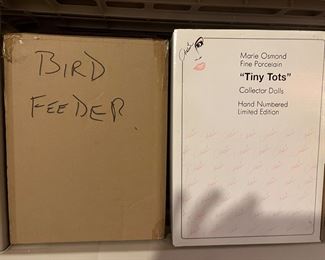 BIRD
FEEDER.
Marie Osmond
Fine Porcelain
"Tiny Tots"
Collector Dolls
Hand Numbered
Limited Edition